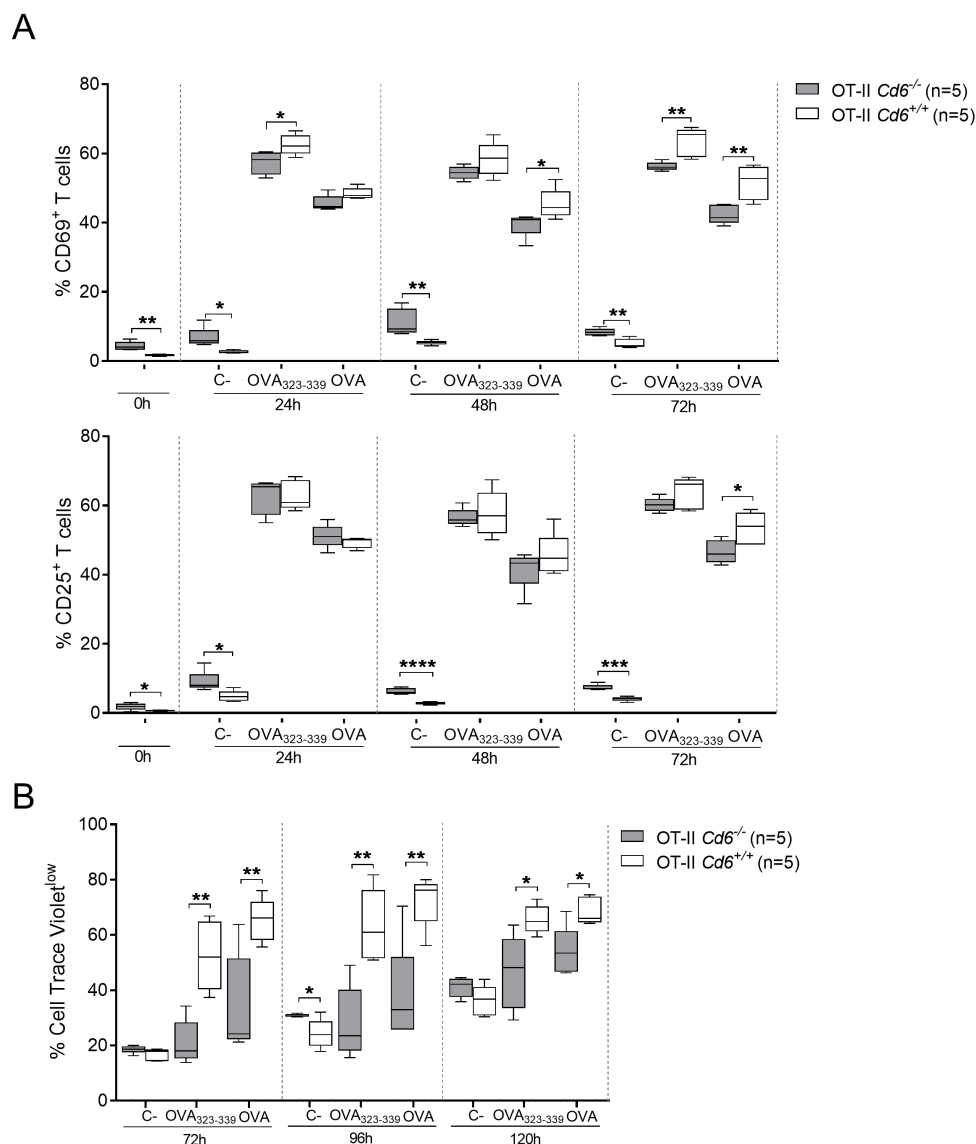 A
80
60
40
20
0
% CD69+ T cells
OT-II Cd6-/- (n=5)
OT-II Cd6+/+ (n=5)
** * * ** * ** ** **
C- OVA323-339 OVA C- OVA323-339 OVA C- OVA323-339 OVA
0h 24h 48h 72h
80
60
40
20
0
% CD25+ T cells
* * **** *** *
C- OVA323-339 OVA C- OVA323-339 OVA C- OVA323-339 OVA
0h 24h 48h 72h
B
100
80
60
40
20
0
% Cell Trace Violetlow
OT-II Cd6-/- (n=5)
OT-II Cd6+/+ (n=5)
** ** * ** ** * *
C- OVA323-339 OVA C- OVA323-339 OVA C- OVA323-339 OVA
72h 96h 120h